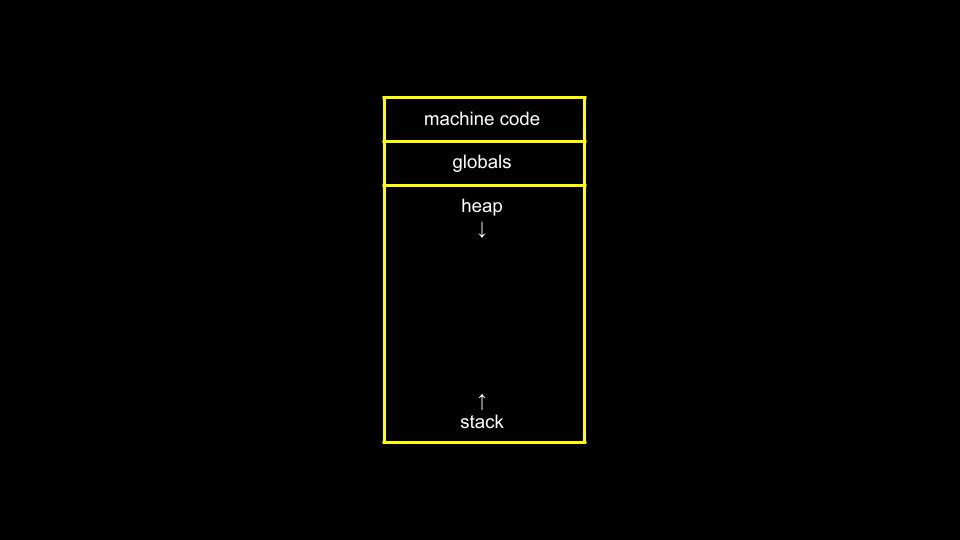 machine code
globals
heap
↓
↑
stack